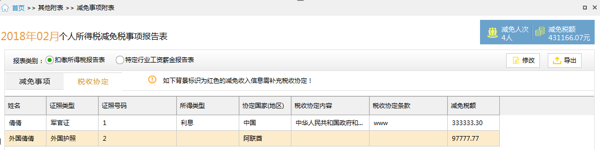 首页 >> 其他附表 >> 减免事项附表
2018年02月个人所得税减免税事项报告表
减免人次
4人
减免税额
431166.07元
报表类别： 扣缴所得税报告表 特定行业工资薪金报告表
修改 导出
减免事项 税收协定 如下背景标识为红色的减免收入信息需补充税收协定！
姓名 证照类型 证照号码 所得类型 协定国家(地区) 税收协定内容 税收协定条款 减免税额
倩倩 军官证 1 利息 中国 中华人民共和国政府和... www 333333.30
外国倩倩 外国护照 2 阿联酋 97777.77